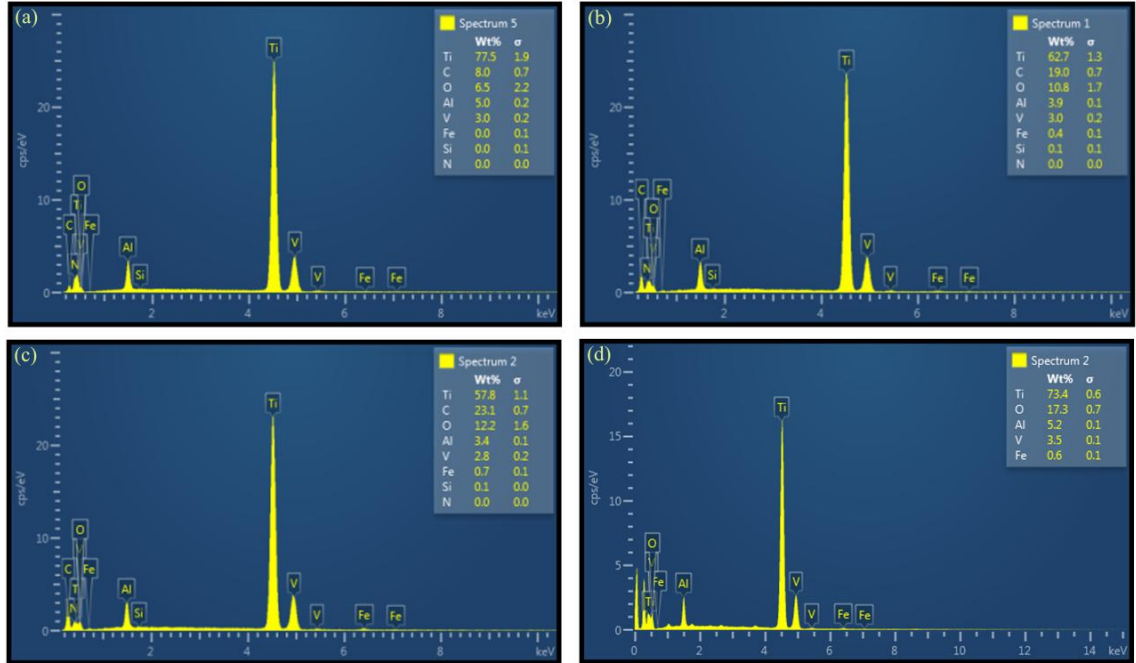 (a)
Spectrum 5
Wt% σ
Ti 77.5 1.9
C 8.0 0.7
O 6.5 2.2
Al 5.0 0.2
V 3.0 0.2
Fe 0.0 0.1
Si 0.0 0.1
N 0.0 0.0
Ti
20
cps/eV
10
O
C Fe
N
Al
Si
V
V Fe Fe
0
2 4 6 8 keV
(b)
Spectrum 1
Wt% σ
Ti 62.7 1.3
C 19.0 0.7
O 10.8 1.7
Al 3.9 0.1
V 3.0 0.2
Fe 0.4 0.1
Si 0.1 0.1
N 0.0 0.0
Ti
20
cps/eV
10
C Fe
O
T
N
Al
Si
V
V Fe Fe
0
2 4 6 8 keV
(c)
Spectrum 2
Wt% σ
Ti 57.8 1.1
C 23.1 0.7
O 12.2 1.6
Al 3.4 0.1
V 2.8 0.2
Fe 0.7 0.1
Si 0.1 0.0
N 0.0 0.0
Ti
20
cps/eV
10
O
C Fe
T
N
Al
Si
V
V Fe Fe
0
2 4 6 8 keV
(d)
Spectrum 2
Wt% σ
Ti 73.4 0.6
O 17.3 0.7
Al 5.2 0.1
V 3.5 0.1
Fe 0.6 0.1
20
Ti
15
cps/eV
10
5
O
V
Fe
Ti
Al
V
V Fe Fe
0
0 2 4 6 8 10 12 14 keV